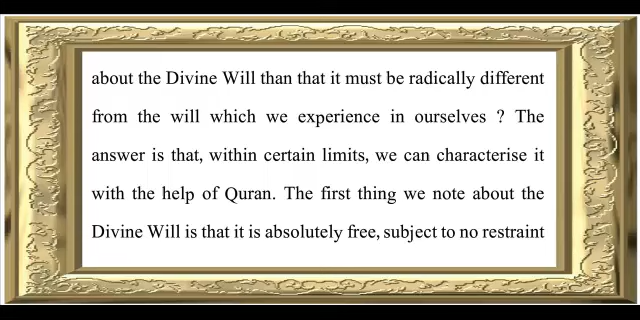 about the Divine Will than that it must be radically different
from the will which we experience in ourselves ? The
answer is that, within certain limits, we can characterise it
with the help of Quran. The first thing we note about the
Divine Will is that it is absolutely free, subject to no restraint